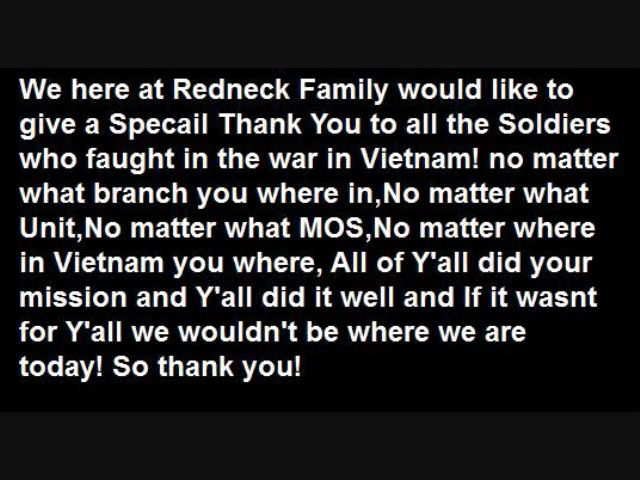 We here at Redneck Family would like to
give a Specail Thank You to all the Soldiers
who faught in the war in Vietnam! no matter
what branch you where in,No matter what
Unit,No matter what MOS,No matter where
in Vietnam you where, All of Y'all did your
mission and Y'all did it well and If it wasnt
for Y'all we wouldn't be where we are
today! So thank you!